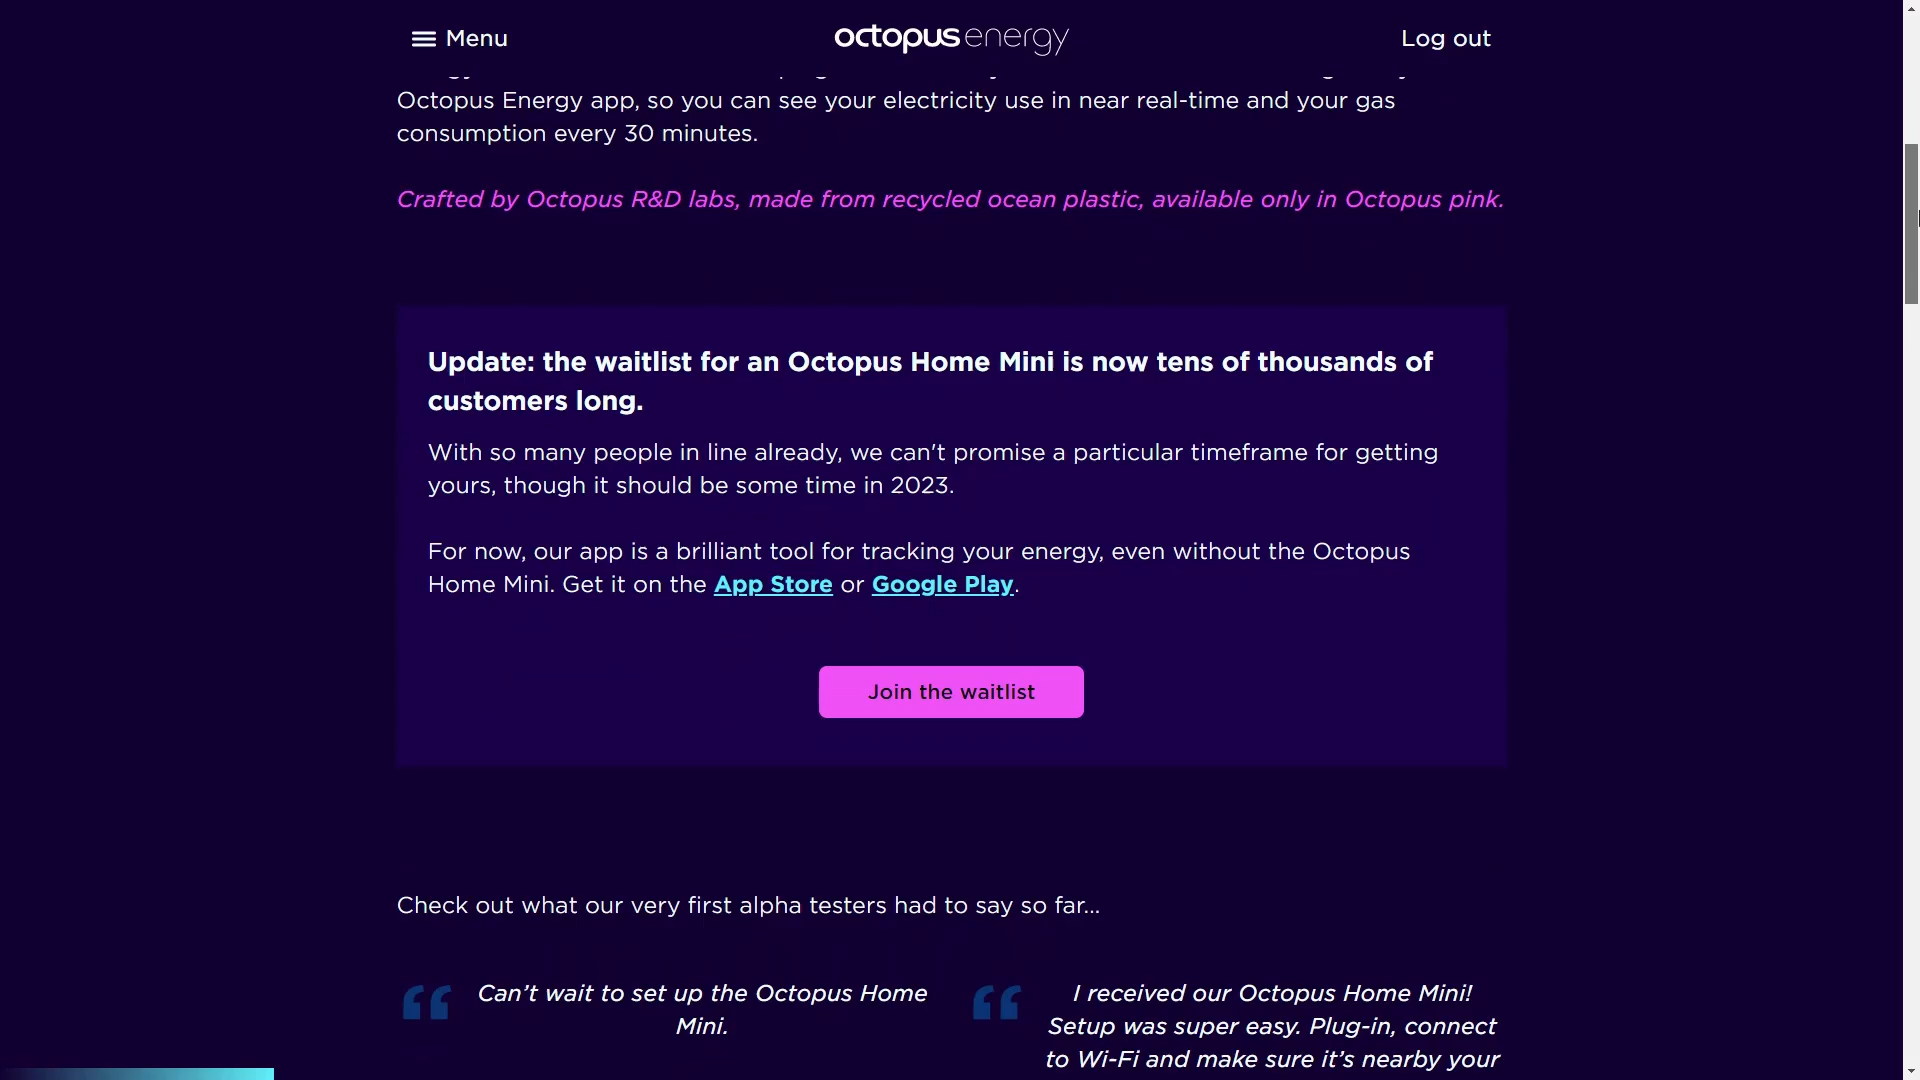 Menu
octopus energy
Log out
Octopus Energy app, so you can see your electricity use in near real-time and your gas
consumption every 30 minutes.
Crafted by Octopus R&D labs, made from recycled ocean plastic, available only in Octopus pink.
Update: the waitlist for an Octopus Home Mini is now tens of thousands of
customers long.
With so many people in line already, we can't promise a particular timeframe for getting
yours, though it should be some time in 2023.
For now, our app is a brilliant tool for tracking your energy, even without the Octopus
Home Mini. Get it on the App Store or Google Play.
Join the waitlist
Check out what our very first alpha testers had to say so far...
“ Can’t wait to set up the Octopus Home
Mini.
“ I received our Octopus Home Mini!
Setup was super easy. Plug-in, connect
to Wi-Fi and make sure it’s nearby your